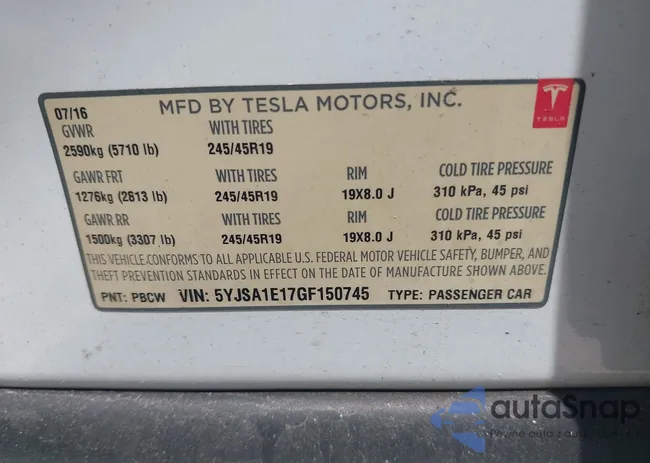 07/16 MFD BY TESLA MOTORS, INC.
TESLA
GVWR WITH TIRES
2590kg (5710 lb) 245/45R19
GAWR FRT WITH TIRES RIM COLD TIRE PRESSURE
1276kg (2813 lb) 245/45R19 19X8.0 J 310 kPa, 45 psi
GAWR RR WITH TIRES RIM COLD TIRE PRESSURE
1500kg (3307 lb) 245/45R19 19X8.0 J 310 kPa, 45 psi
THIS VEHICLE CONFORMS TO ALL APPLICABLE U.S. FEDERAL MOTOR VEHICLE SAFETY, BUMPER, AND
THEFT PREVENTION STANDARDS IN EFFECT ON THE DATE OF MANUFACTURE SHOWN ABOVE.
PNT: PBCW VIN: 5YJSA1E17GF150745 TYPE: PASSENGER CAR
autaSnap
Pewne auta z